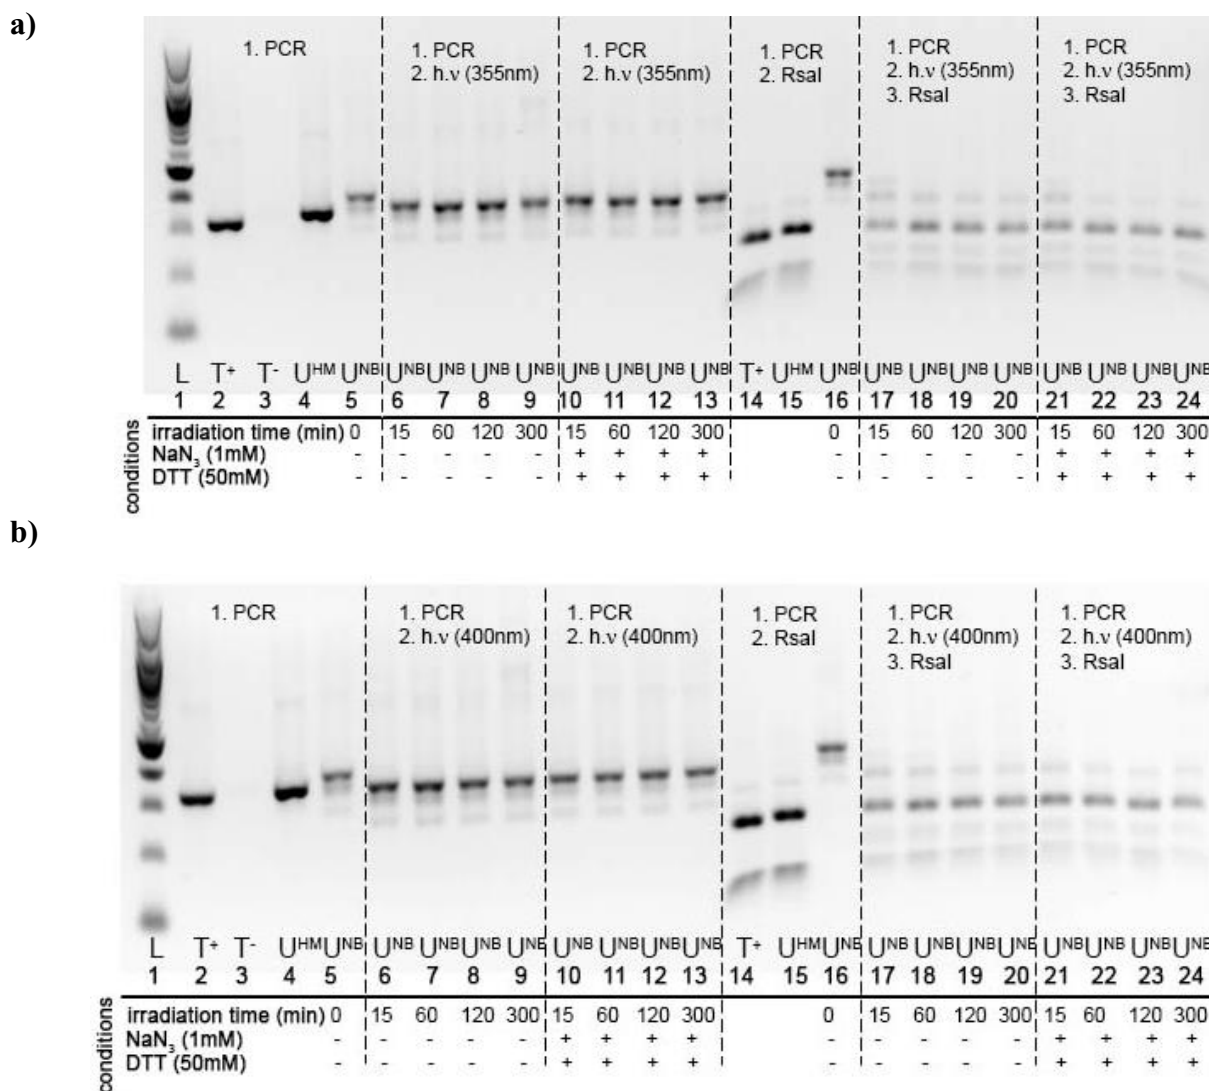 a)
1. PCR
1. PCR
2. h.ν (355nm)
1. PCR
2. h.ν (355nm)
1. PCR
2. RsaI
1. PCR
2. h.ν (355nm)
3. RsaI
1. PCR
2. h.ν (355nm)
3. RsaI
L T+ T- UHM UNB UNB UNB UNB UNB UNB UNB UNB UNB T+ UHM UNB UNB UNB UNB UNB UNB UNB UNB UNB
1 2 3 4 5 6 7 8 9 10 11 12 13 14 15 16 17 18 19 20 21 22 23 24
conditions
irradiation time (min) 0 15 60 120 300 15 60 120 300 0 15 60 120 300 15 60 120 300
NaN3 (1mM) - - - - - + + + + - - - - - + + + +
DTT (50mM) - - - - - + + + + - - - - - + + + +
b)
1. PCR
1. PCR
2. h.ν (400nm)
1. PCR
2. h.ν (400nm)
1. PCR
2. RsaI
1. PCR
2. h.ν (400nm)
3. RsaI
1. PCR
2. h.ν (400nm)
3. RsaI
L T+ T- UHM UNB UNB UNB UNB UNB UNB UNB UNB UNB T+ UHM UNB UNB UNB UNB UNB UNB UNB UNB UNB
1 2 3 4 5 6 7 8 9 10 11 12 13 14 15 16 17 18 19 20 21 22 23 24
conditions
irradiation time (min) 0 15 60 120 300 15 60 120 300 0 15 60 120 300 15 60 120 300
NaN3 (1mM) - - - - - + + + + - - - - - + + + +
DTT (50mM) - - - - - + + + + - - - - - + + + +